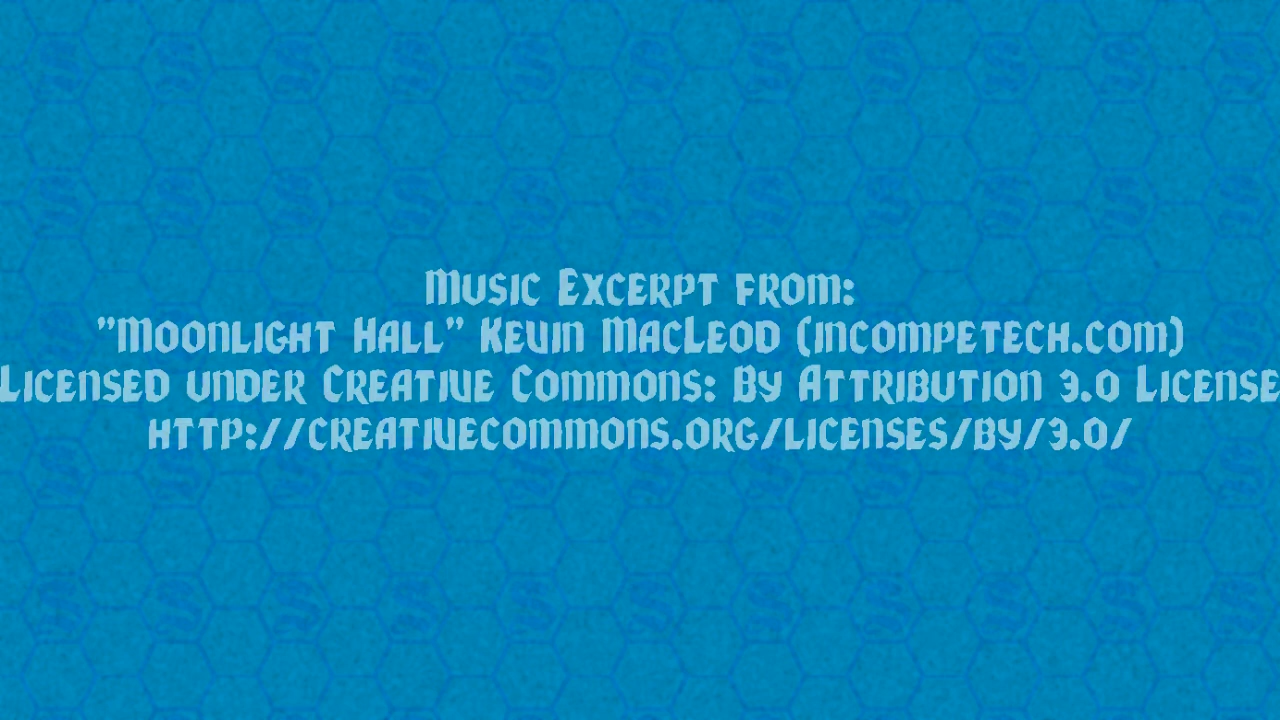 Music Excerpt from:
"Moonlight Hall" Kevin MacLeod (incompetech.com)
Licensed under Creative Commons: By Attribution 3.0 License
http://creativecommons.org/licenses/by/3.0/